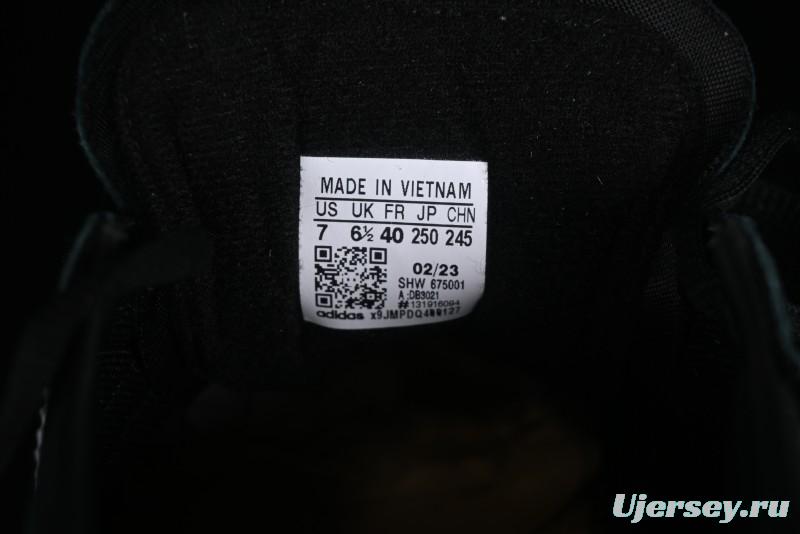 MADE IN VIETNAM
US UK FR JP CHN
7 6½ 40 250 245
02/23
SHW 675001
A :DB3021
#131916094
adidas
Ujersey.ru